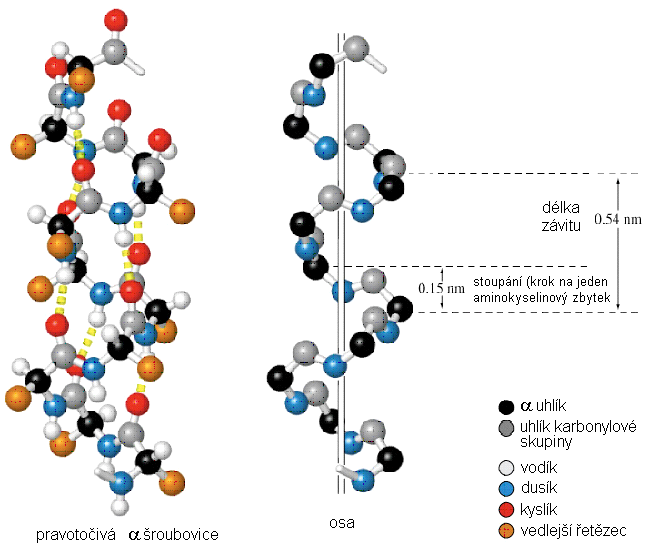 délka
závitu
0.54 nm
0.15 nm
stoupání (krok na jeden
aminokyselinový zbytek
α uhlík
uhlík karbonylové
skupiny
vodík
dusík
kyslík
vedlejší řetězec
pravotočivá α šroubovice
osa